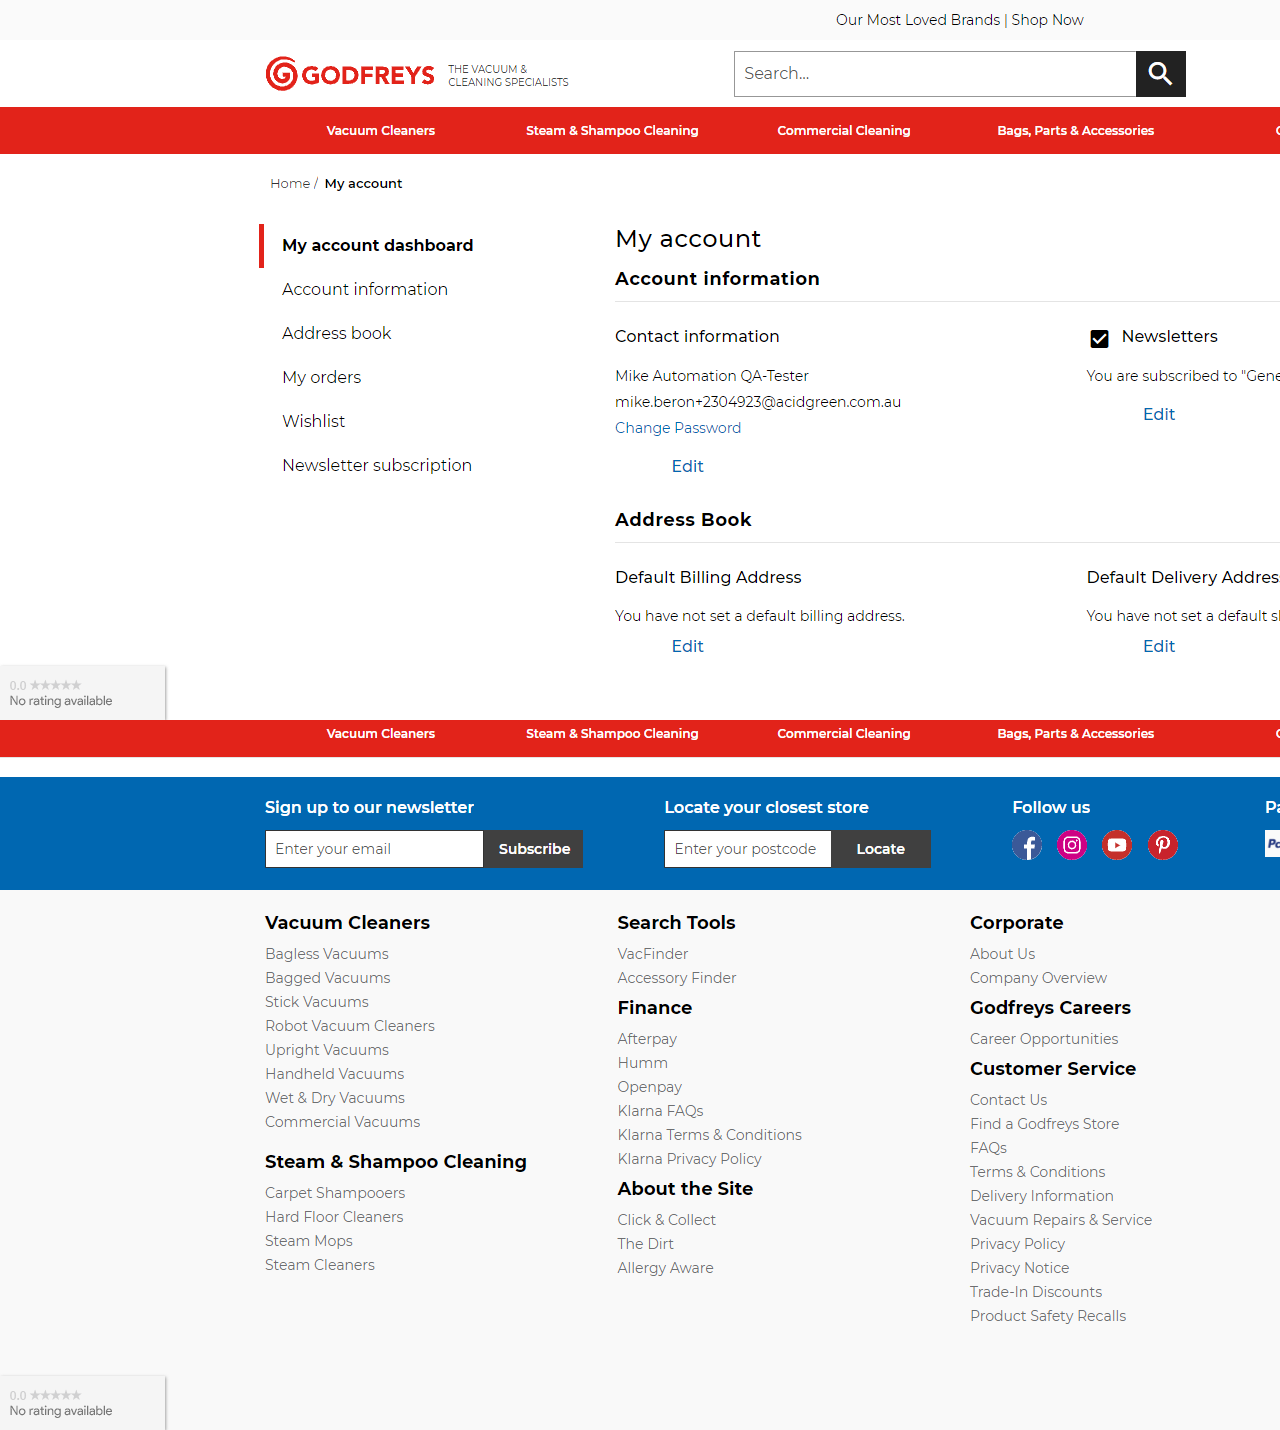 Our Most Loved Brands | Shop Now
GODFREYS
THE VACUUM &
CLEANING SPECIALISTS
Search...
Vacuum Cleaners
Steam & Shampoo Cleaning
Commercial Cleaning
Bags, Parts & Accessories
Home / My account
My account dashboard
Account information
Address book
My orders
Wishlist
Newsletter subscription
My account
Account information
Contact information
Mike Automation QA-Tester
mike.beron+2304923@acidgreen.com.au
Change Password
Edit
Newsletters
You are subscribed to "Gene
Edit
Address Book
Default Billing Address
You have not set a default billing address.
Edit
Default Delivery Addres
You have not set a default s
Edit
0.0 ★★★★★
No rating available
Vacuum Cleaners
Steam & Shampoo Cleaning
Commercial Cleaning
Bags, Parts & Accessories
Sign up to our newsletter
Enter your email
Subscribe
Locate your closest store
Enter your postcode
Locate
Follow us
Pa
Vacuum Cleaners
Bagless Vacuums
Bagged Vacuums
Stick Vacuums
Robot Vacuum Cleaners
Upright Vacuums
Handheld Vacuums
Wet & Dry Vacuums
Commercial Vacuums
Steam & Shampoo Cleaning
Carpet Shampooers
Hard Floor Cleaners
Steam Mops
Steam Cleaners
Search Tools
VacFinder
Accessory Finder
Finance
Afterpay
Humm
Openpay
Klarna FAQs
Klarna Terms & Conditions
Klarna Privacy Policy
About the Site
Click & Collect
The Dirt
Allergy Aware
Corporate
About Us
Company Overview
Godfreys Careers
Career Opportunities
Customer Service
Contact Us
Find a Godfreys Store
FAQs
Terms & Conditions
Delivery Information
Vacuum Repairs & Service
Privacy Policy
Privacy Notice
Trade-In Discounts
Product Safety Recalls
0.0 ★★★★★
No rating available